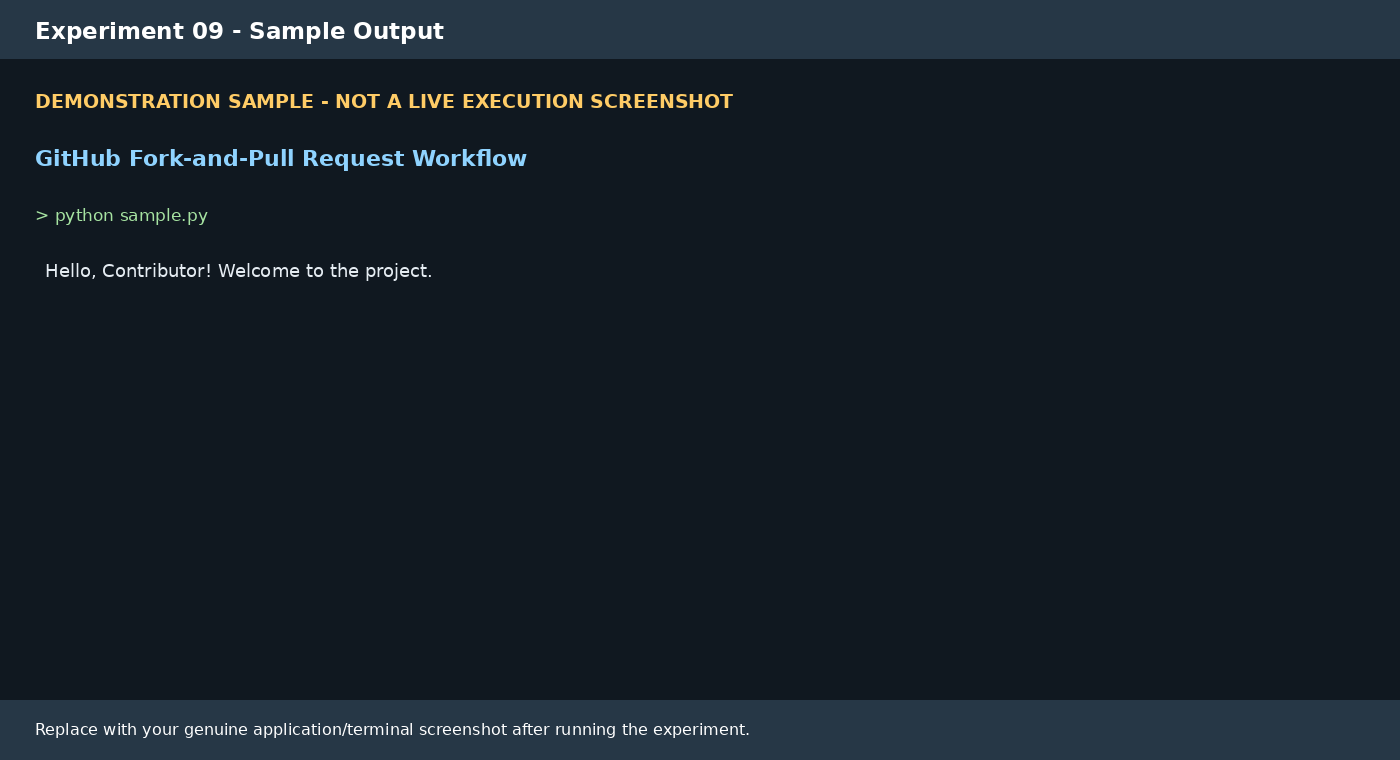 Experiment 09 - Sample Output
DEMONSTRATION SAMPLE - NOT A LIVE EXECUTION SCREENSHOT
GitHub Fork-and-Pull Request Workflow
> python sample.py
Hello, Contributor! Welcome to the project.
Replace with your genuine application/terminal screenshot after running the experiment.